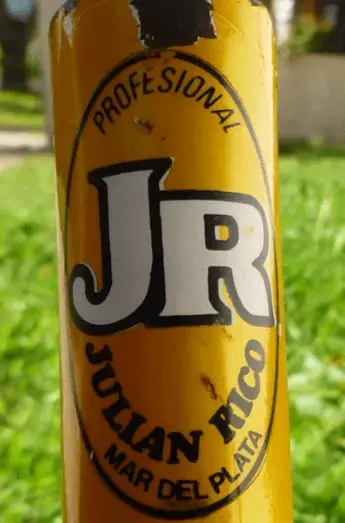 PROFESIONAL
JR
JULIAN RICO
MAR DEL PLATA